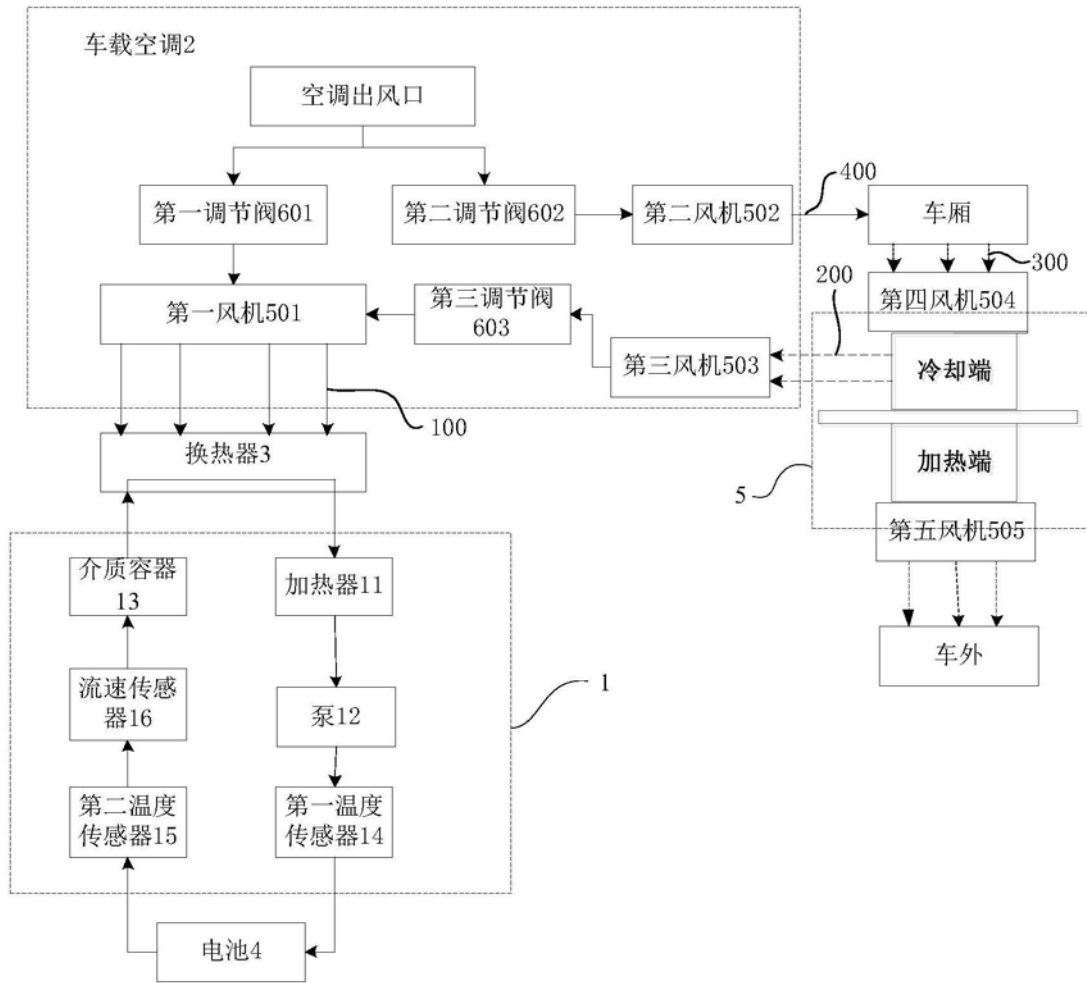 车载空调2
空调出风口
第一调节阀601
第二调节阀602
第二风机502
400
车厢
300
第一风机501
第三调节阀
603
第三风机503
200
第四风机504
冷却端
加热端
5
第五风机505
车外
100
换热器3
介质容器
13
加热器11
流速传感
器16
泵12
1
第二温度
传感器15
第一温度
传感器14
电池4